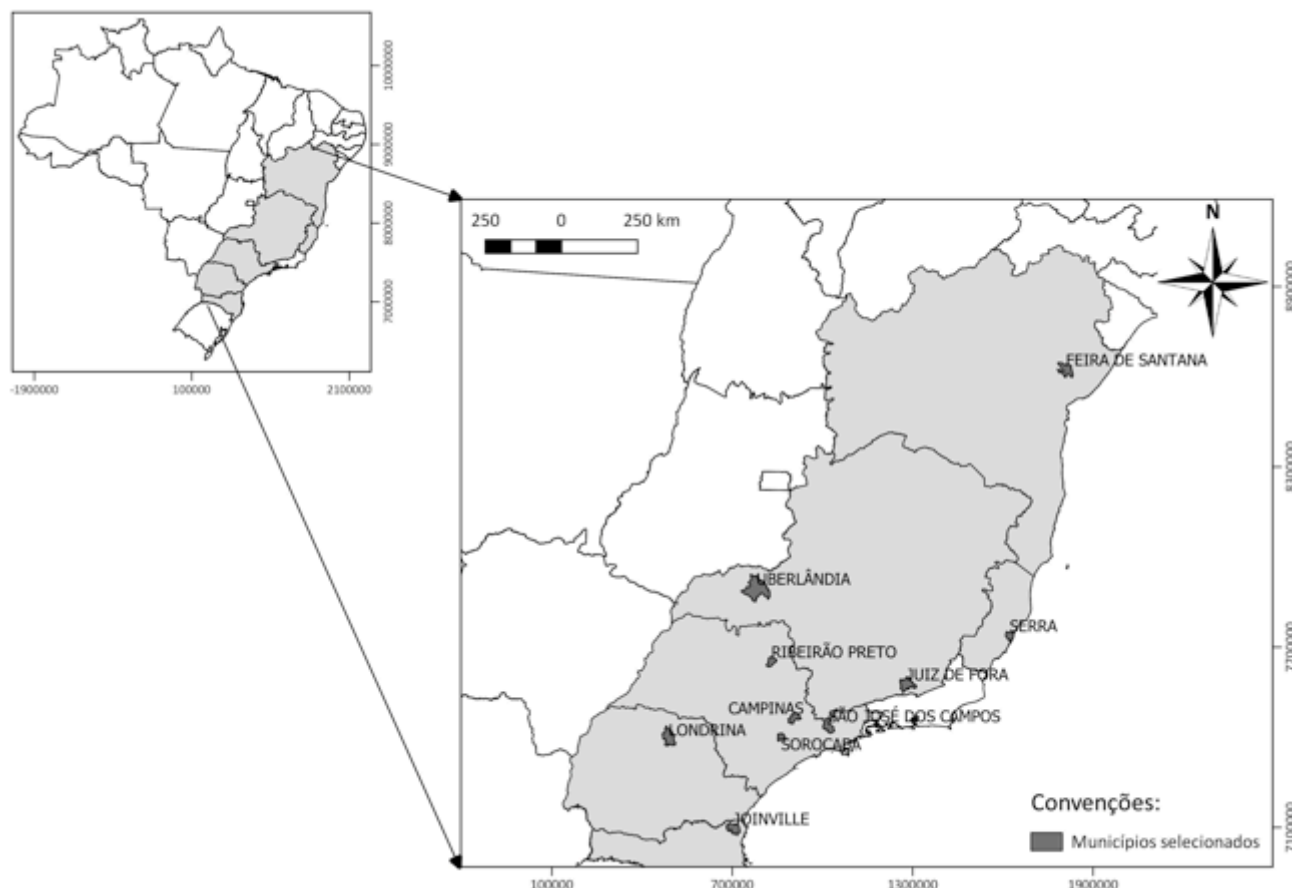 10000000
9000000
8000000
7000000
-1900000
100000
2100000
250 0 250 km
N
8900000
FEIRA DE SANTANA
8300000
UBERLÂNDIA
SERRA
7700000
RIBEIRÃO PRETO
JUIZ DE FORA
CAMPINAS
SÃO JOSÉ DOS CAMPOS
LONDRINA
SOROCABA
Convenções:
JOINVILLE
7100000
Municípios selecionados
100000
700000
1300000
1900000